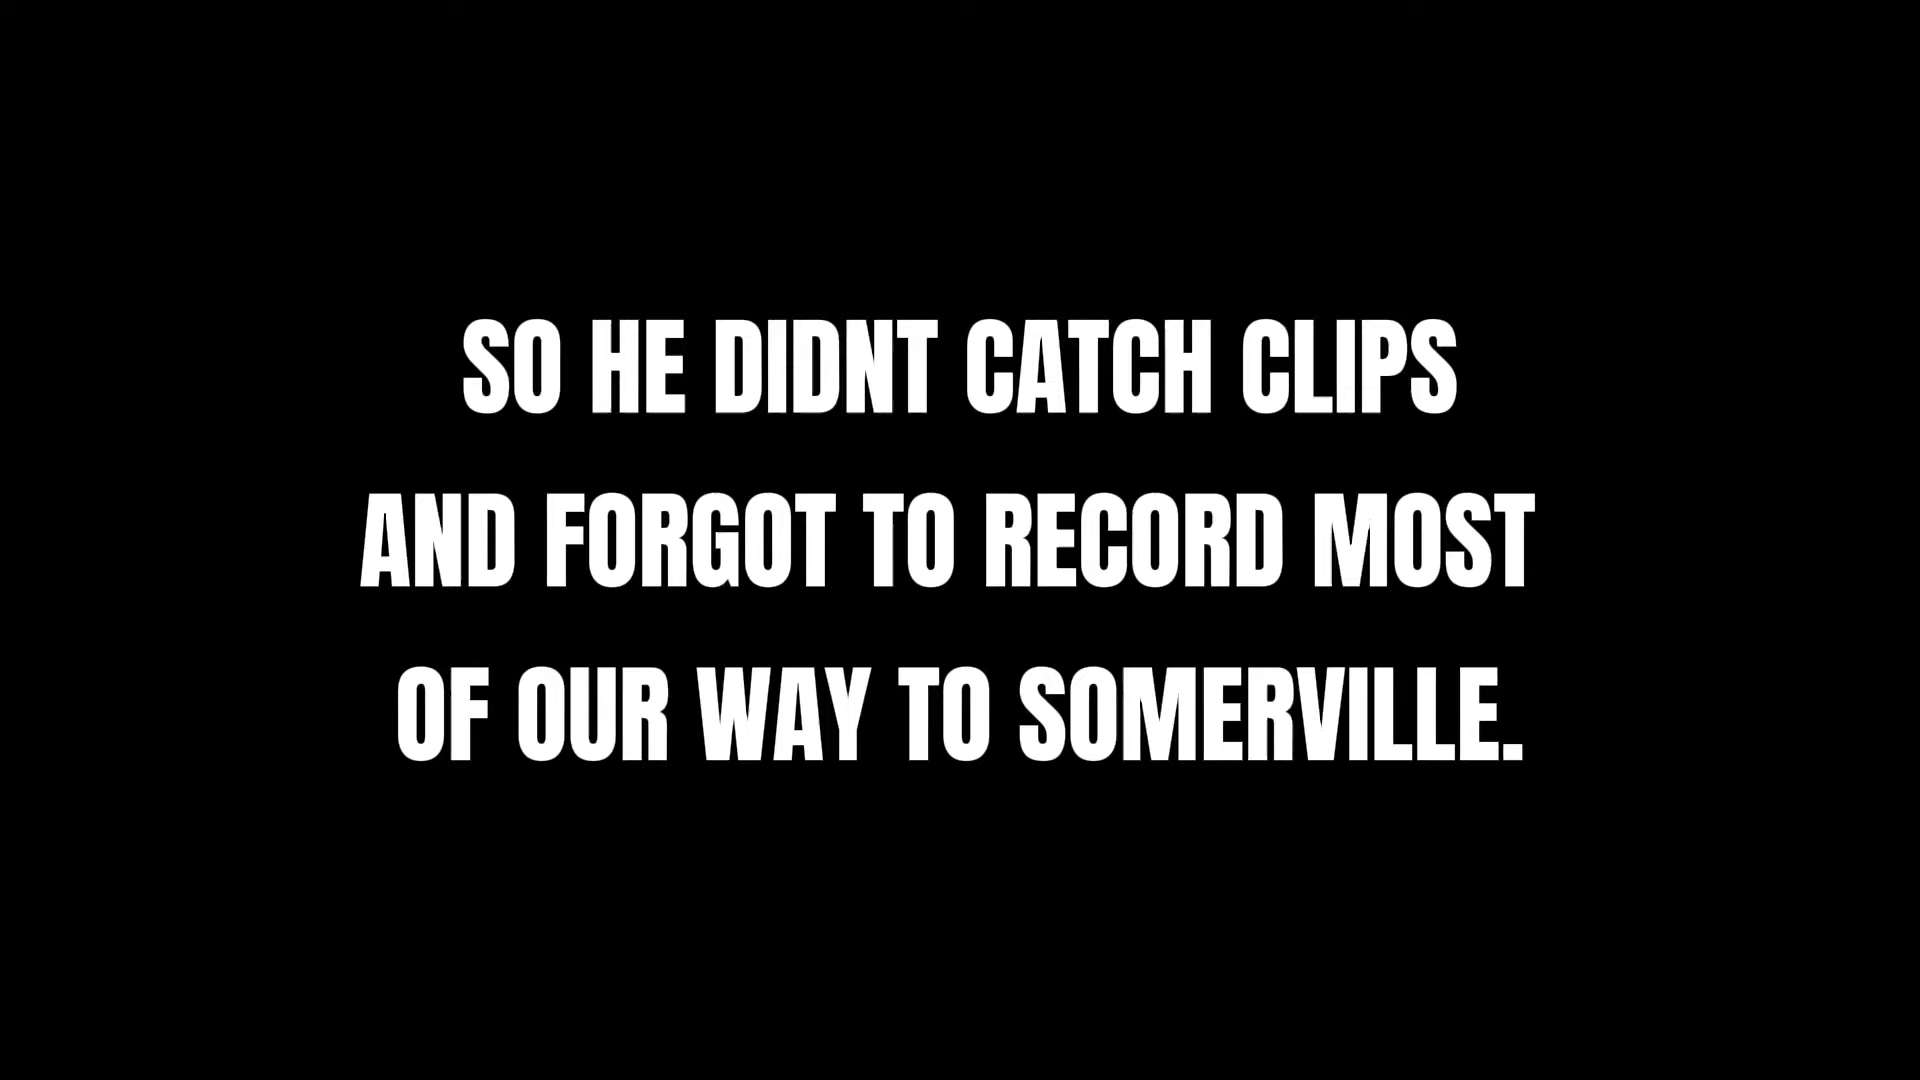 SO HE DIDNT CATCH CLIPS
AND FORGOT TO RECORD MOST
OF OUR WAY TO SOMERVILLE.